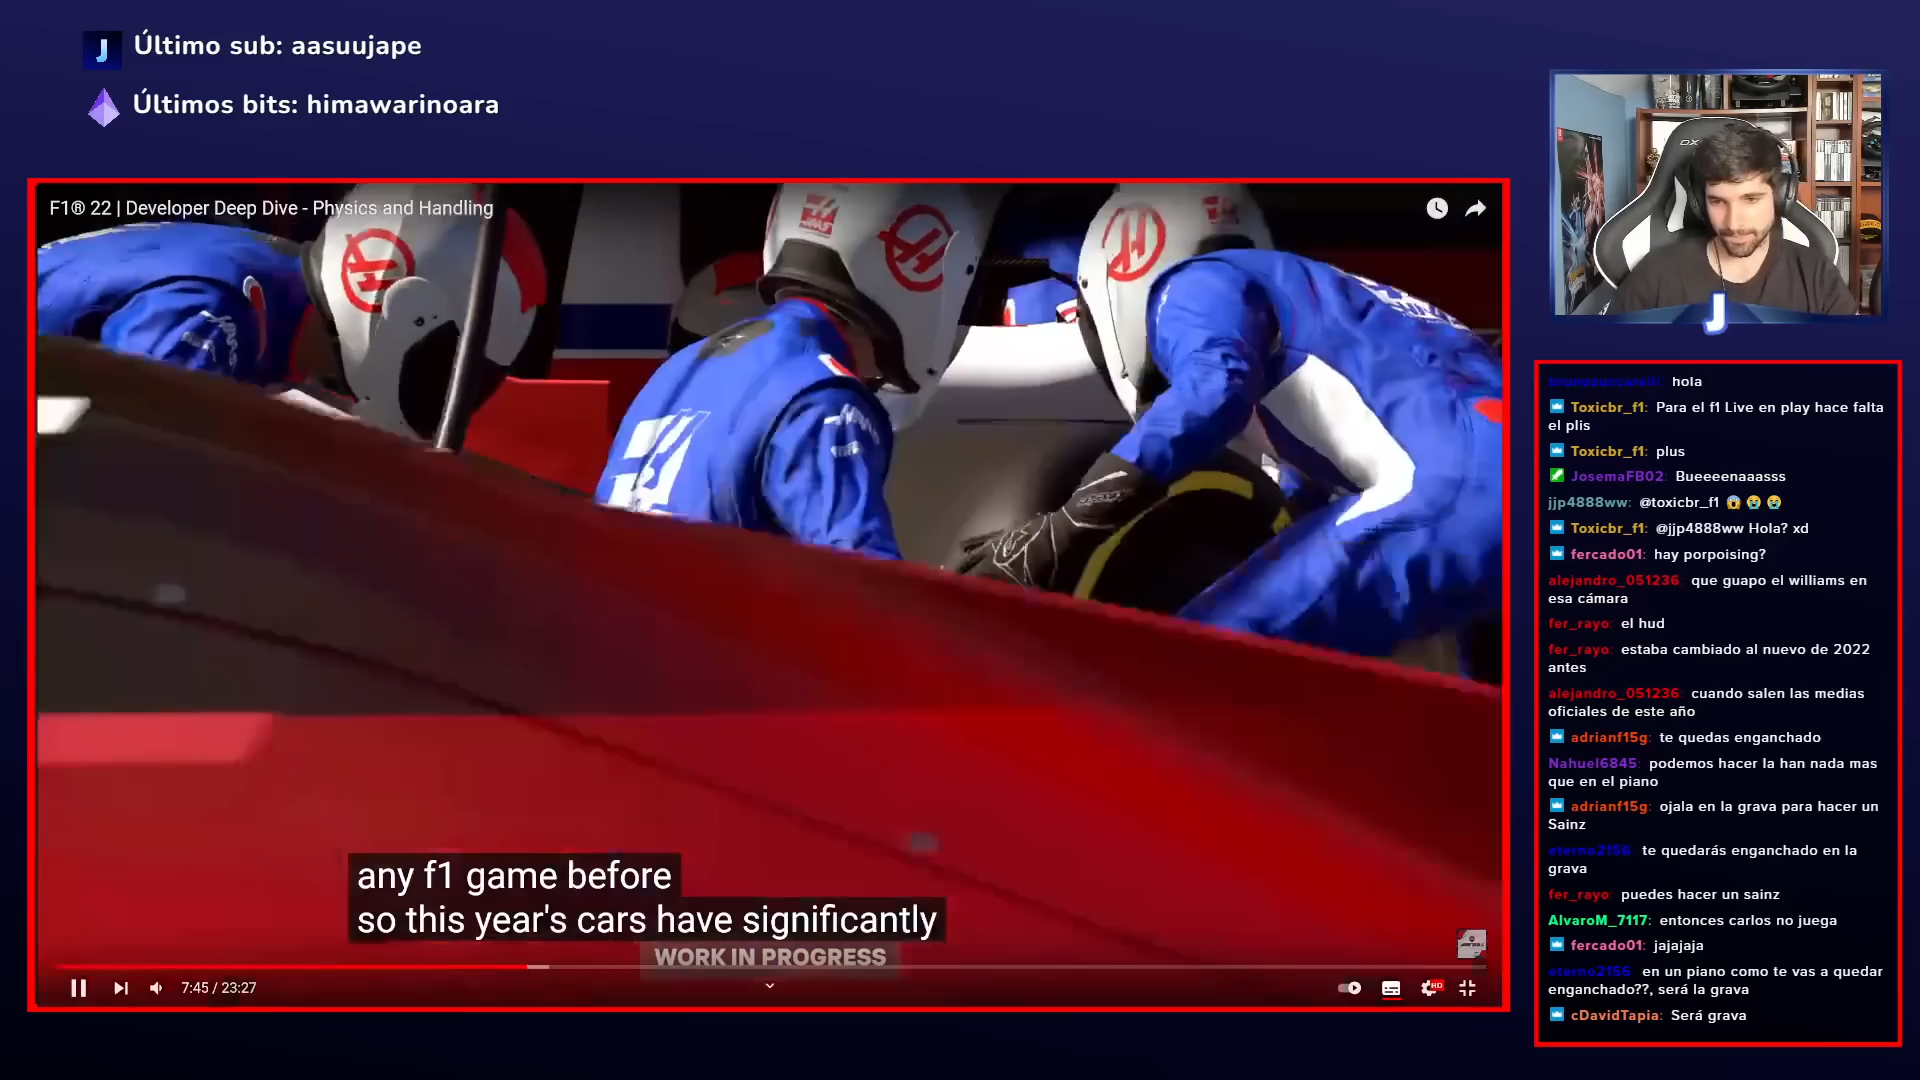 Último sub: aasuujape
Últimos bits: himawarinoara
F1® 22 | Developer Deep Dive - Physics and Handling
any f1 game before
so this year's cars have significantly
WORK IN PROGRESS
7:45 / 23:27
HD
J
hola
Toxicbr_f1: Para el f1 Live en play hace falta
el plis
Toxicbr_f1: plus
JosemaFB02: Bueeeenaaasss
jjp4888ww: @toxicbr_f1 😱 😭 😭
Toxicbr_f1: @jjp4888ww Hola? xd
fercado01: hay porpoising?
alejandro_051236: que guapo el williams en
esa cámara
fer_rayo: el hud
fer_rayo: estaba cambiado al nuevo de 2022
antes
alejandro_051236: cuando salen las medias
oficiales de este año
adrianf15g: te quedas enganchado
Nahuel6845: podemos hacer la han nada mas
que en el piano
adrianf15g: ojala en la grava para hacer un
Sainz
eterno2156: te quedarás enganchado en la
grava
fer_rayo: puedes hacer un sainz
AlvaroM_7117: entonces carlos no juega
fercado01: jajajaja
eterno2156: en un piano como te vas a quedar
enganchado??, será la grava
cDavidTapia: Será grava